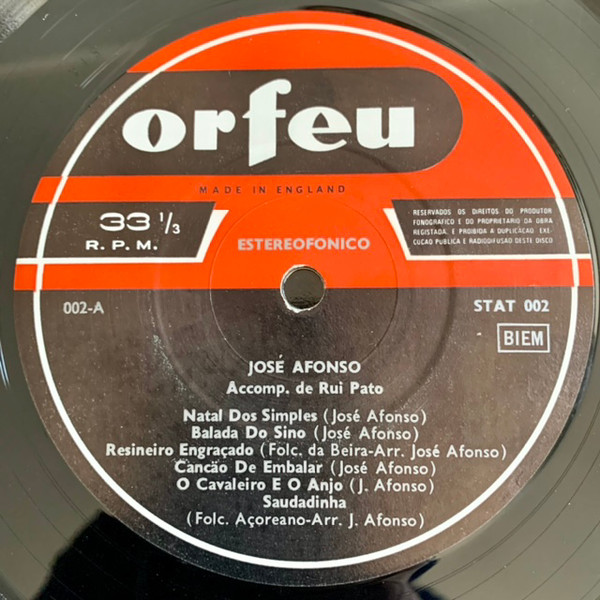 orfeu
MADE IN ENGLAND
33 1/3
R. P. M.
ESTEREOFONICO
RESERVADOS OS DIREITOS DO PRODUTOR
FONOGRAFICO E DO PROPRIETARIO DA OBRA
REGISTADA. E PROIBIDA A DUPLICAÇAO EXE-
CUÇAO PUBLICA E RADIODIFUSAO DESTE DISCO
002-A
STAT 002
BIEM
JOSÉ AFONSO
Accomp. de Rui Pato
Natal Dos Simples (José Afonso)
Balada Do Sino (José Afonso)
Resineiro Engraçado (Folc. da Beira-Arr. José Afonso)
Cancão De Embalar (José Afonso)
O Cavaleiro E O Anjo (J. Afonso)
Saudadinha
(Folc. Açoreano-Arr. J. Afonso)